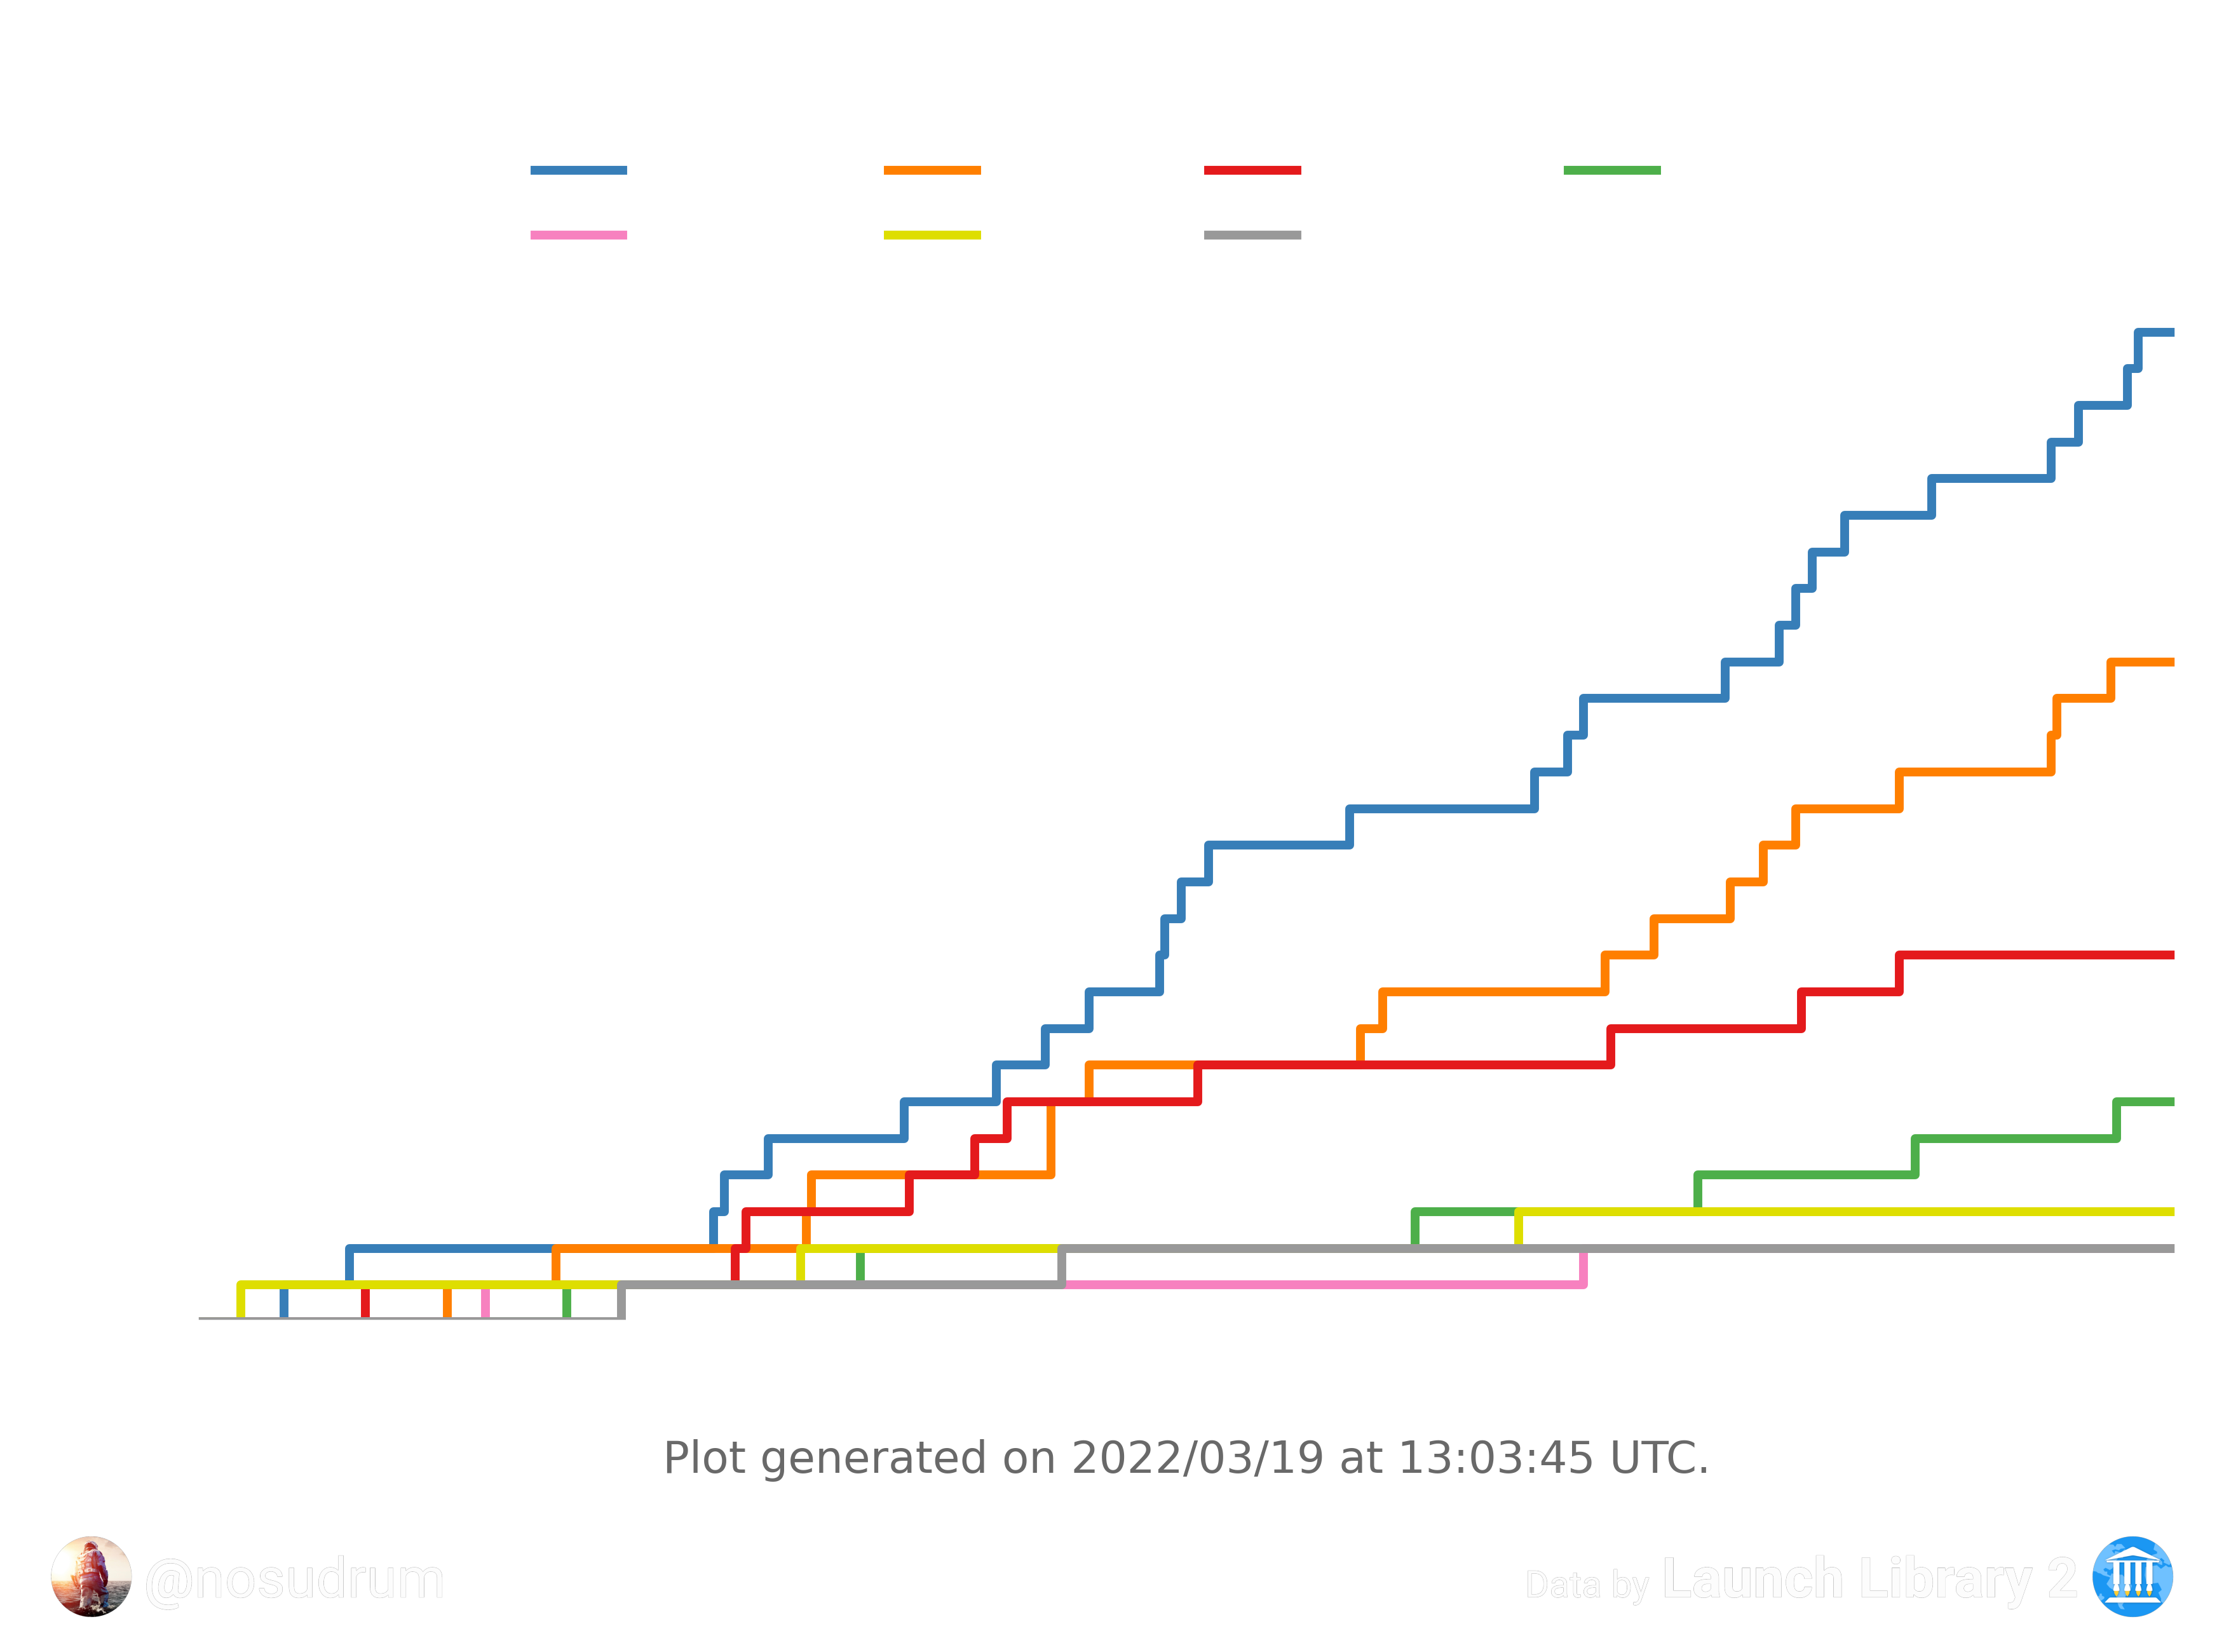 Plot generated on 2022/03/19 at 13:03:45 UTC.
@nosudrum
Data by Launch Library 2